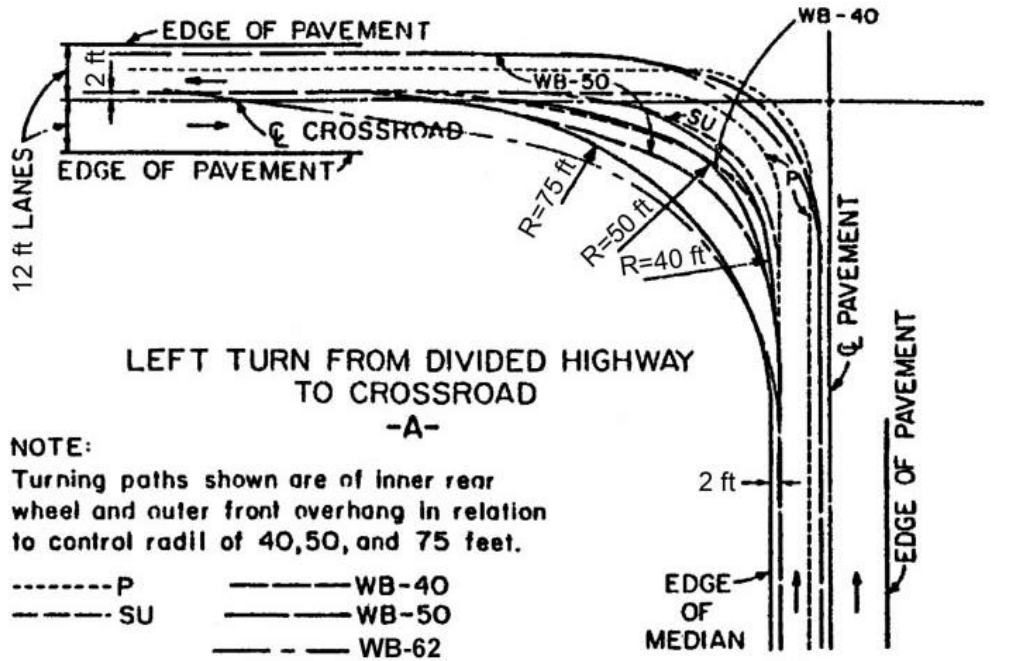 EDGE OF PAVEMENT
WB-40
2 ft
WB-50
12 ft LANES
℄ CROSSROAD
SU
EDGE OF PAVEMENT
P
R=75 ft
R=50 ft
R=40 ft
℄ PAVEMENT
EDGE OF PAVEMENT
LEFT TURN FROM DIVIDED HIGHWAY
TO CROSSROAD
-A-
NOTE:
Turning paths shown are of inner rear
wheel and outer front overhang in relation
to control radii of 40,50, and 75 feet.
2 ft
P
WB-40
SU
WB-50
WB-62
EDGE
OF
MEDIAN